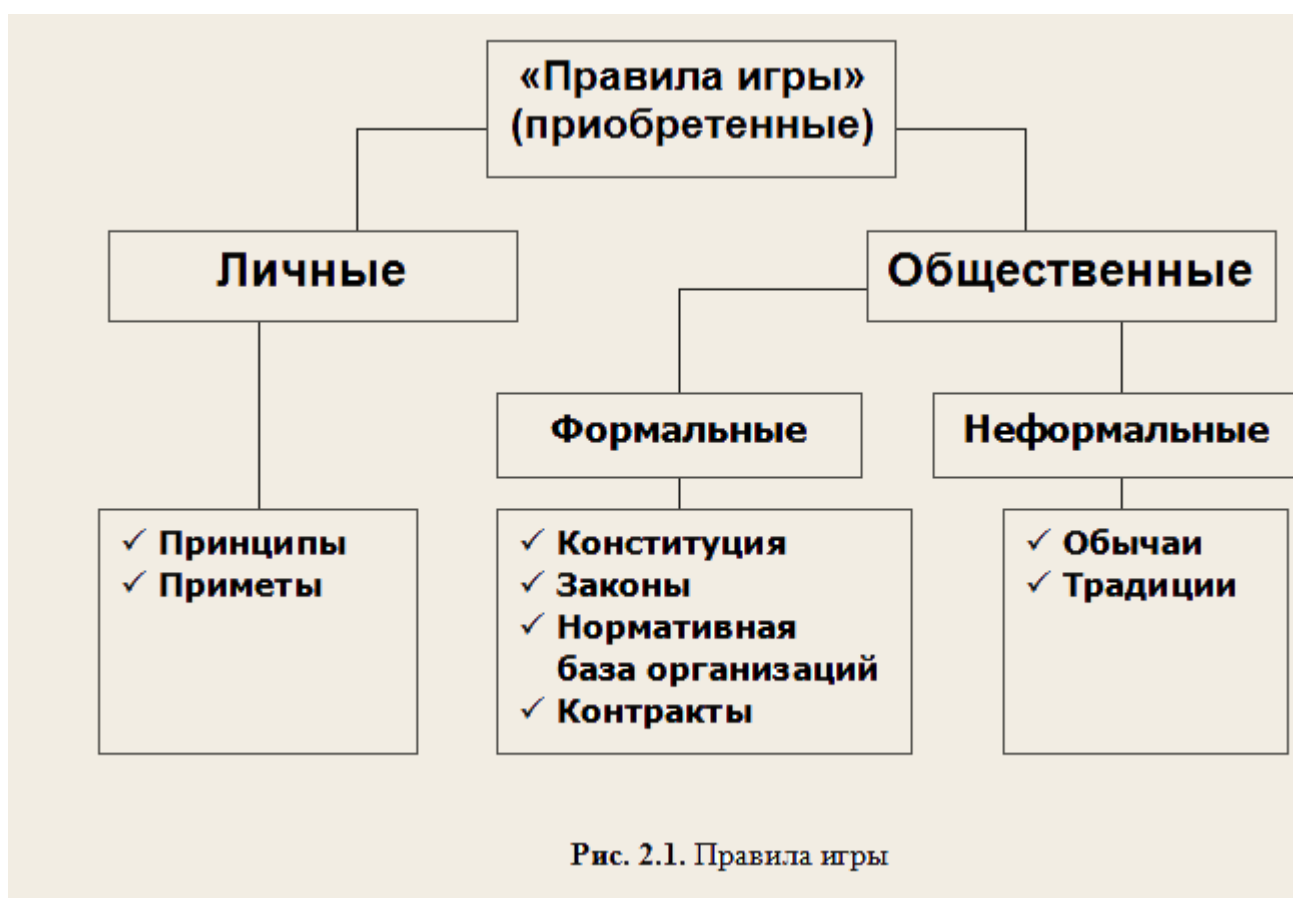 «Правила игры»
(приобретенные)
Личные
Общественные
Формальные
Неформальные
✓ Принципы
✓ Приметы
✓ Конституция
✓ Законы
✓ Нормативная
база организаций
✓ Контракты
✓ Обычаи
✓ Традиции
Рис. 2.1. Правила игры